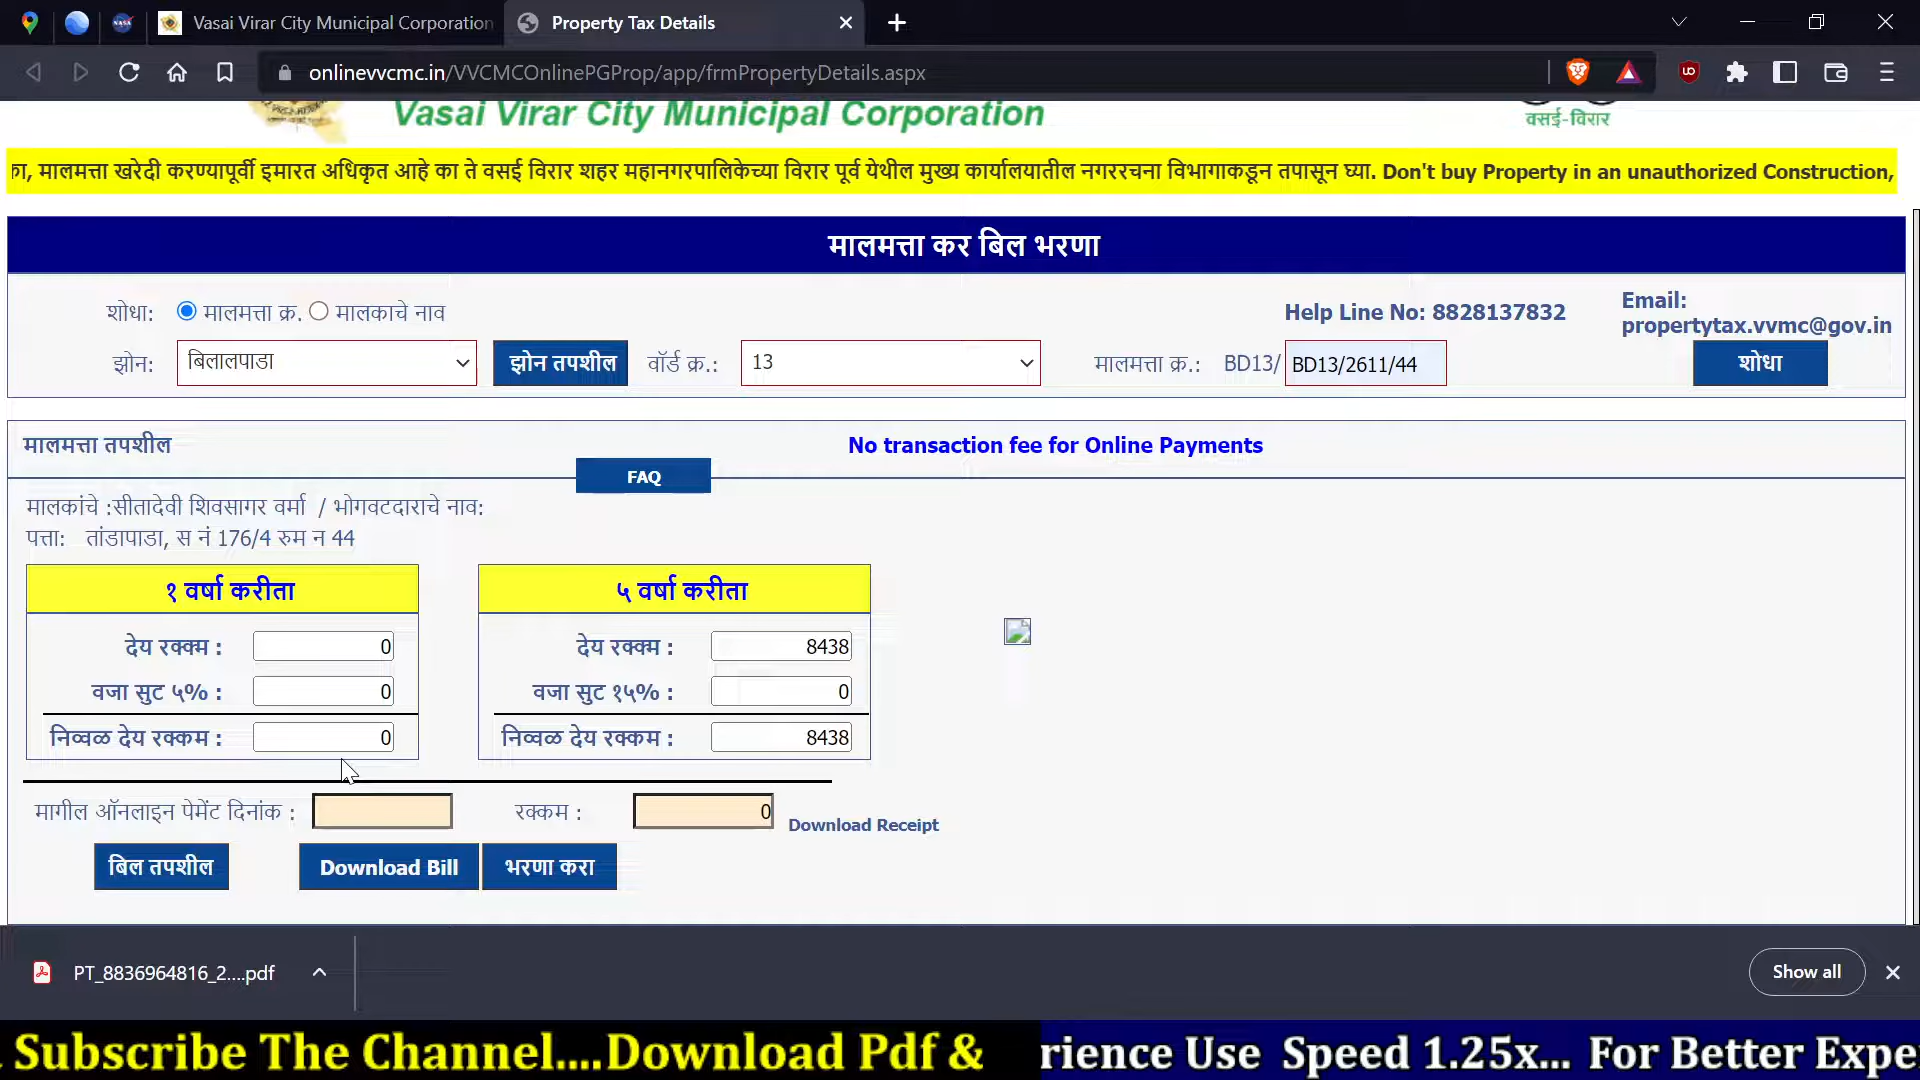 Vasai Virar City Municipal Corporation
Property Tax Details
onlinevvcmc.in/VVCMCOnlinePGProp/app/frmPropertyDetails.aspx
Vasai Virar City Municipal Corporation
वसई-विरार
मालमत्ता खरेदी करण्यापूर्वी इमारत अधिकृत आहे का ते वसई विरार शहर महानगरपालिकेच्या विरार पूर्व येथील मुख्य कार्यालयातील नगररचना विभागाकडून तपासून घ्या. Don't buy Property in an unauthorized Construction,
मालमत्ता कर बिल भरणा
शोधा: मालमत्ता क्र. मालकाचे नाव Help Line No: 8828137832 Email: propertytax.vvmc@gov.in
झोन: बिलालपाडा झोन तपशील वॉर्ड क्र.: 13 मालमत्ता क्र.: BD13/ BD13/2611/44 शोधा
मालमत्ता तपशील No transaction fee for Online Payments
FAQ
मालकांचे :सीतादेवी शिवसागर वर्मा / भोगवटदाराचे नाव:
पत्ता: तांडापाडा, स नं 176/4 रुम न 44
१ वर्षा करीता ५ वर्षा करीता
देय रक्क्म : 0 देय रक्क्म : 8438
वजा सुट ५% : 0 वजा सुट १५% : 0
निव्वळ देय रक्कम : 0 निव्वळ देय रक्कम : 8438
मागील ऑनलाइन पेमेंट दिनांक : रक्कम : 0 Download Receipt
बिल तपशील Download Bill भरणा करा
PT_8836964816_2....pdf Show all
Subscribe The Channel....Download Pdf & rience Use Speed 1.25x... For Better Expe